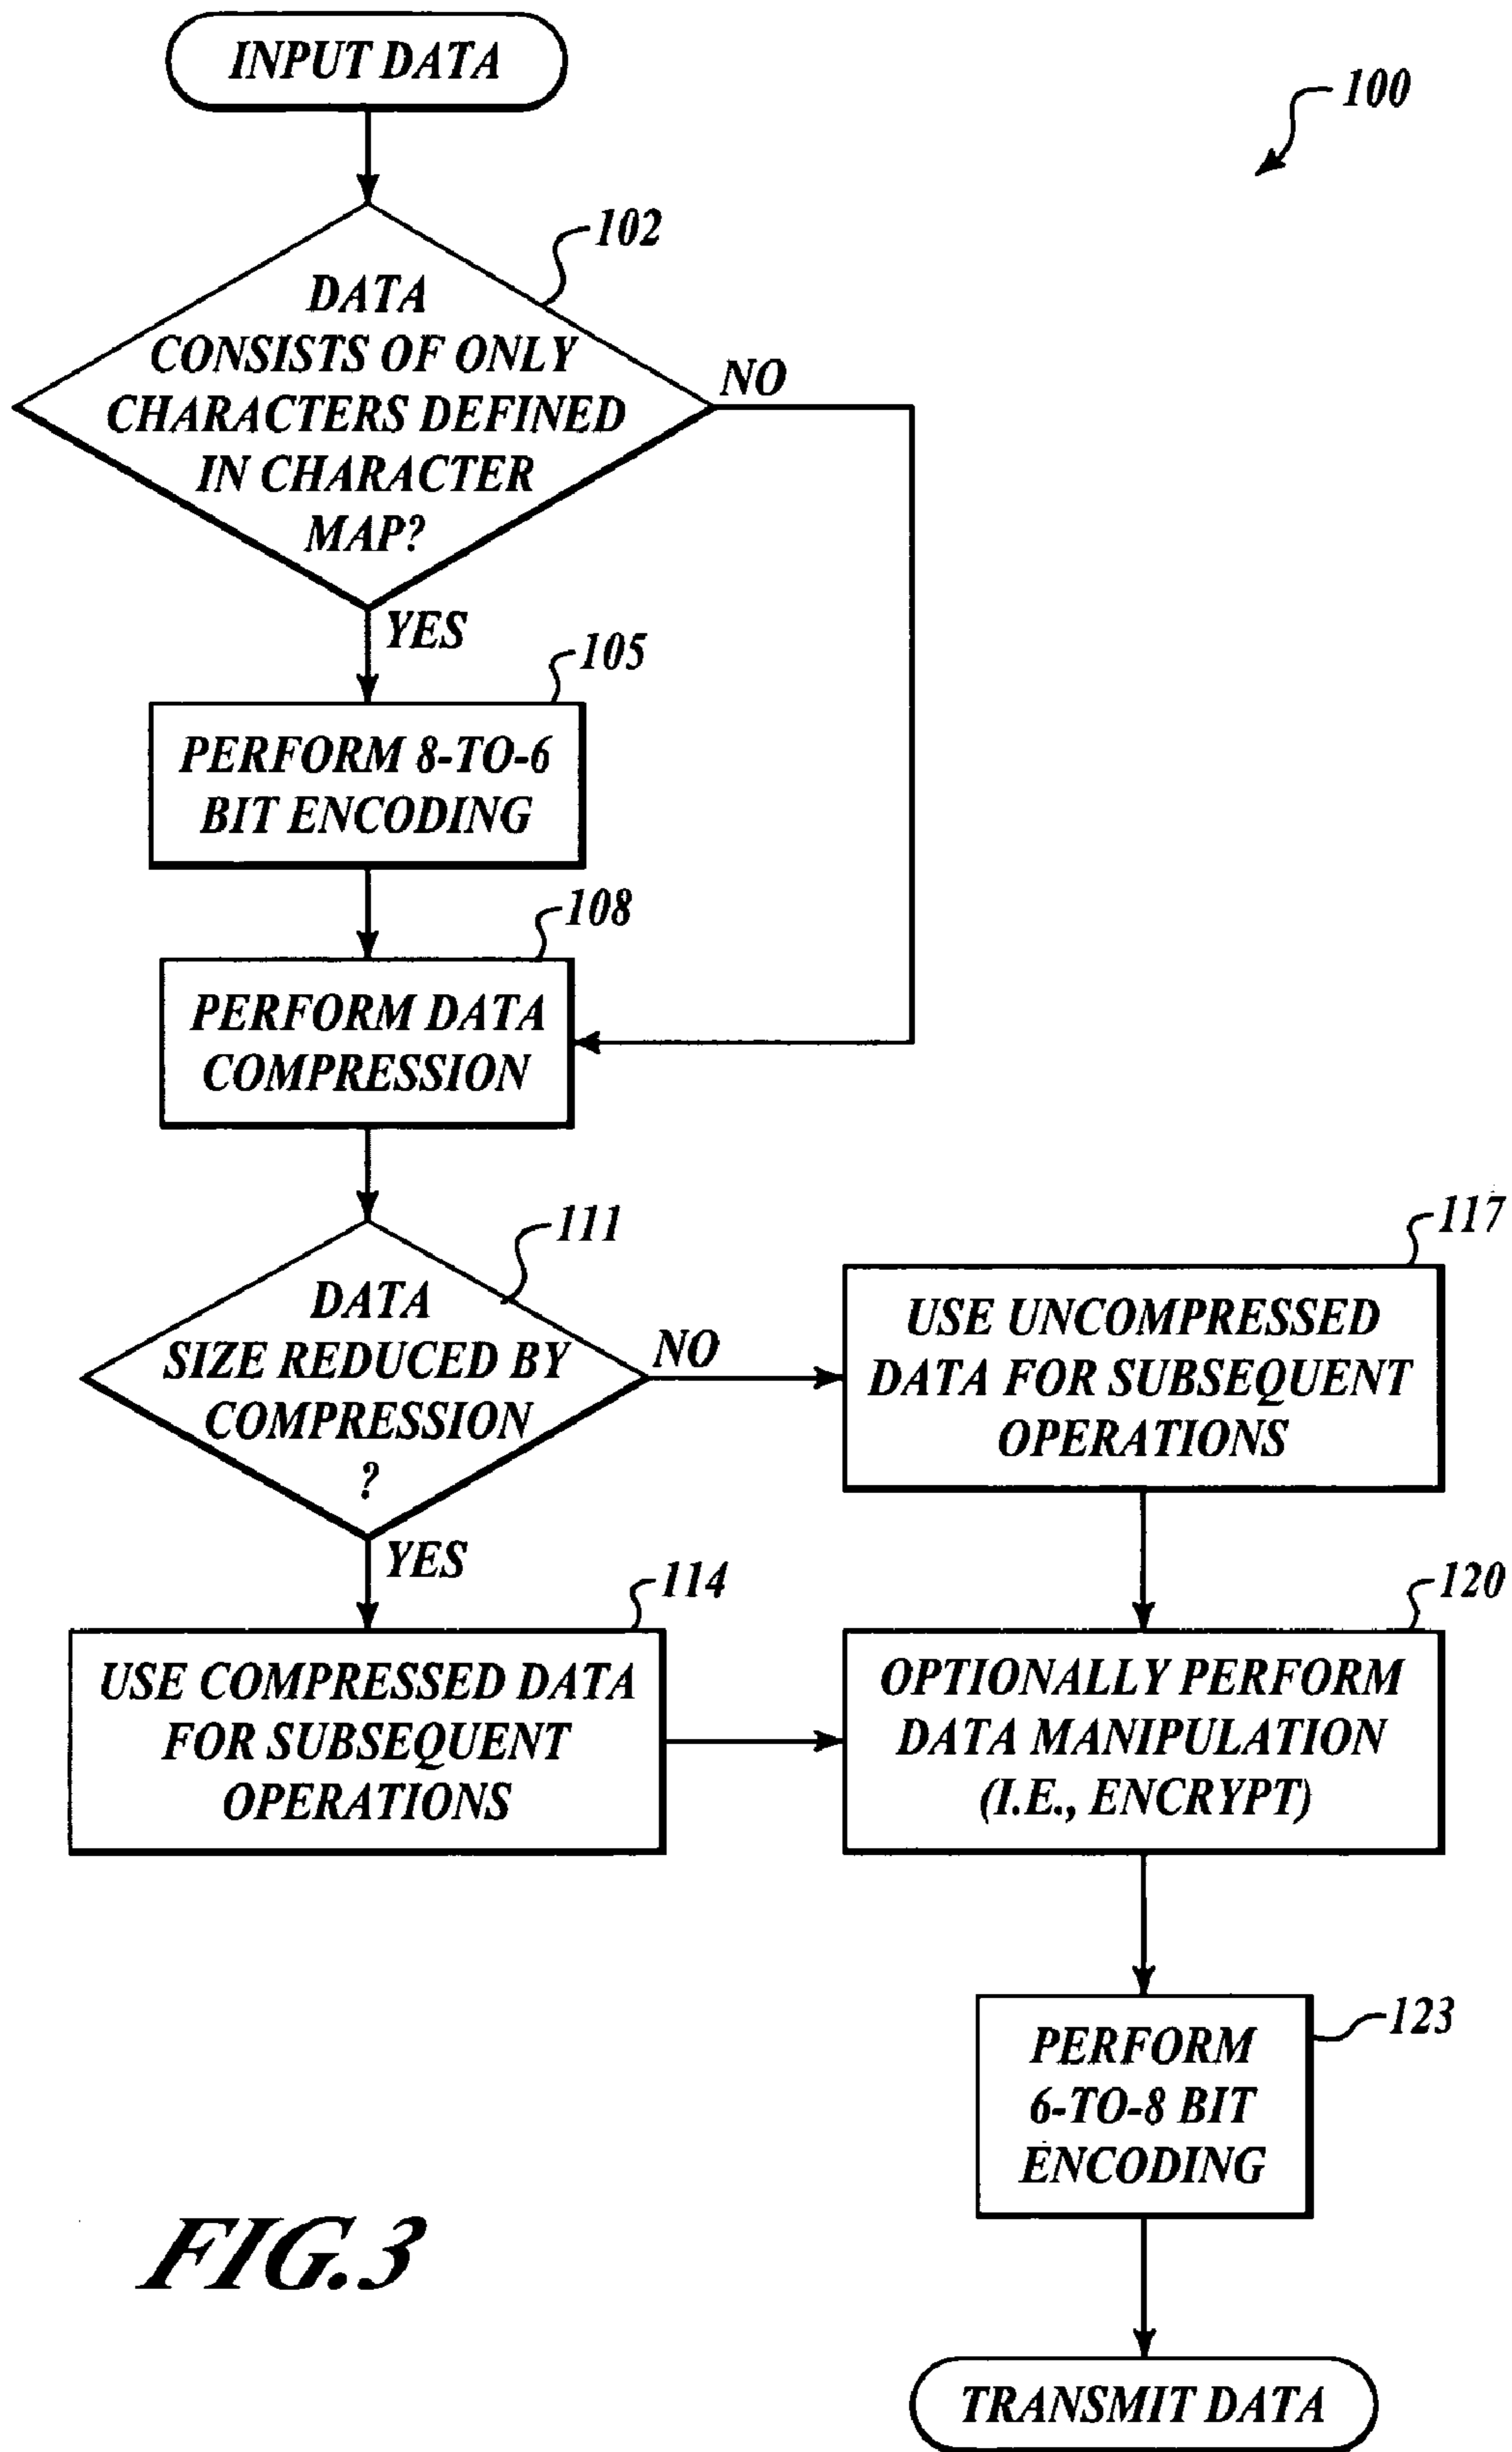 INPUT DATA
100
102
DATA
CONSISTS OF ONLY
CHARACTERS DEFINED
IN CHARACTER
MAP?
NO
YES
105
PERFORM 8-TO-6
BIT ENCODING
108
PERFORM DATA
COMPRESSION
111
DATA
SIZE REDUCED BY
COMPRESSION
?
NO
YES
117
USE UNCOMPRESSED
DATA FOR SUBSEQUENT
OPERATIONS
114
USE COMPRESSED DATA
FOR SUBSEQUENT
OPERATIONS
120
OPTIONALLY PERFORM
DATA MANIPULATION
(I.E., ENCRYPT)
123
PERFORM
6-TO-8 BIT
ENCODING
FIG.3
TRANSMIT DATA